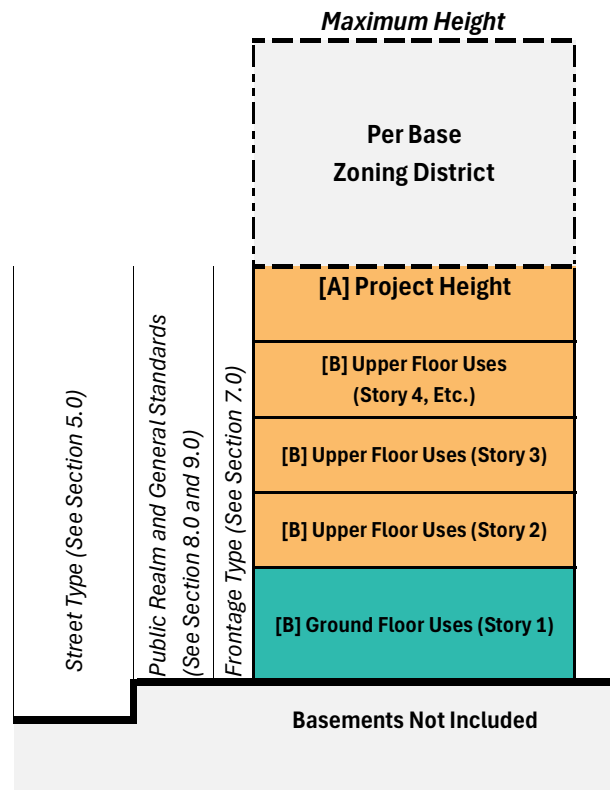 Maximum Height
Per Base
Zoning District
[A] Project Height
[B] Upper Floor Uses
(Story 4, Etc.)
[B] Upper Floor Uses (Story 3)
[B] Upper Floor Uses (Story 2)
[B] Ground Floor Uses (Story 1)
Street Type (See Section 5.0)
Public Realm and General Standards
(See Section 8.0 and 9.0)
Frontage Type (See Section 7.0)
Basements Not Included